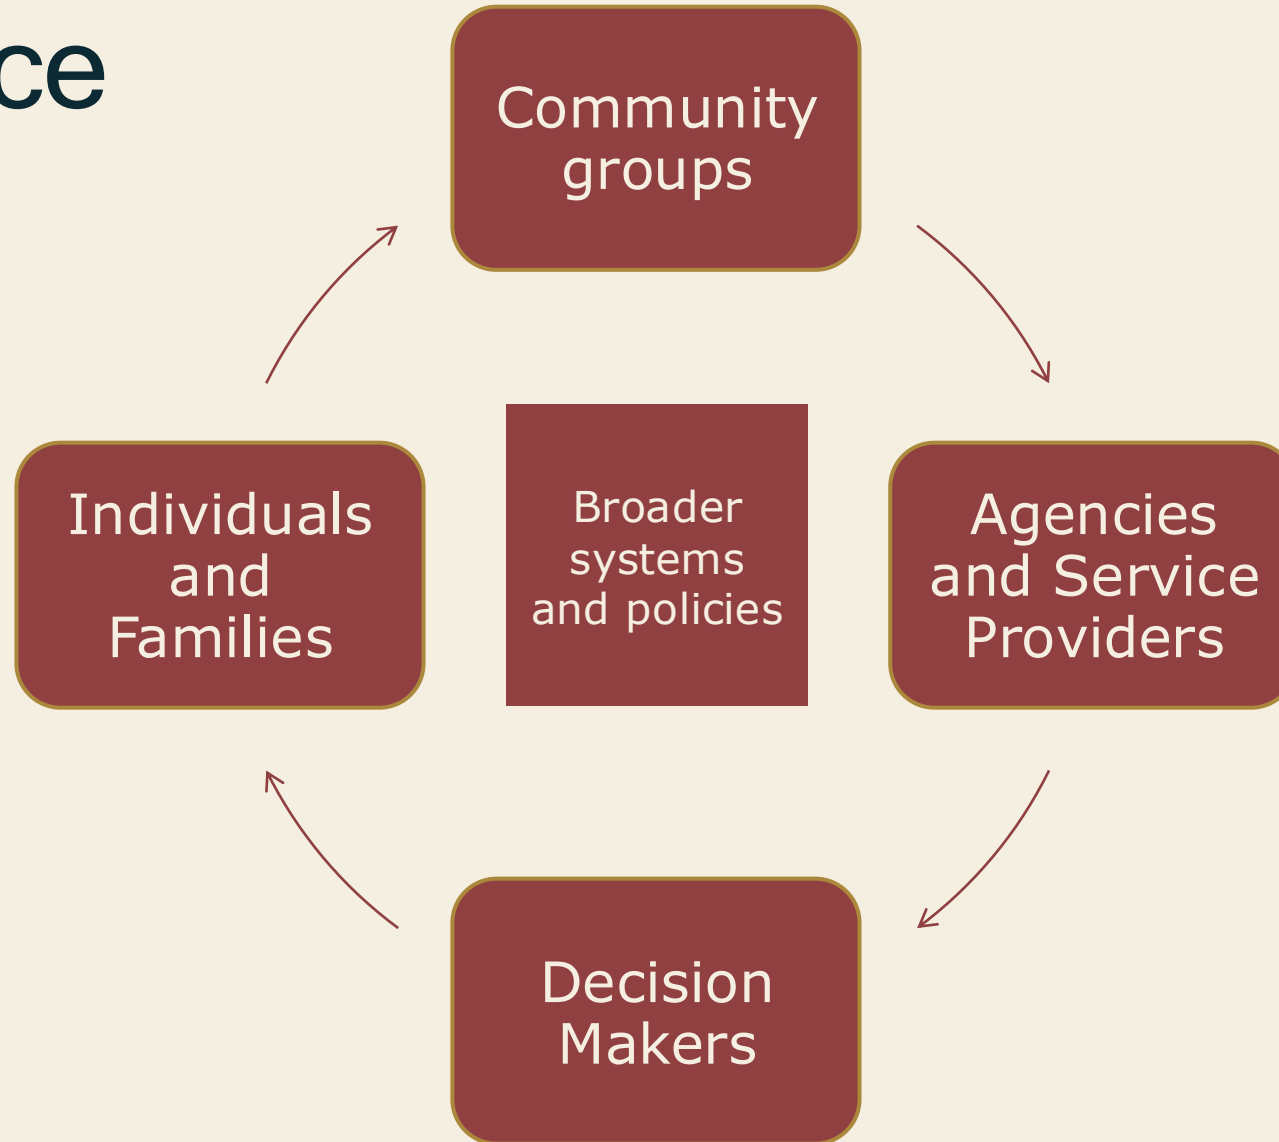 ce
Community
groups
Individuals
and
Families
Broader
systems
and policies
Agencies
and Service
Providers
Decision
Makers